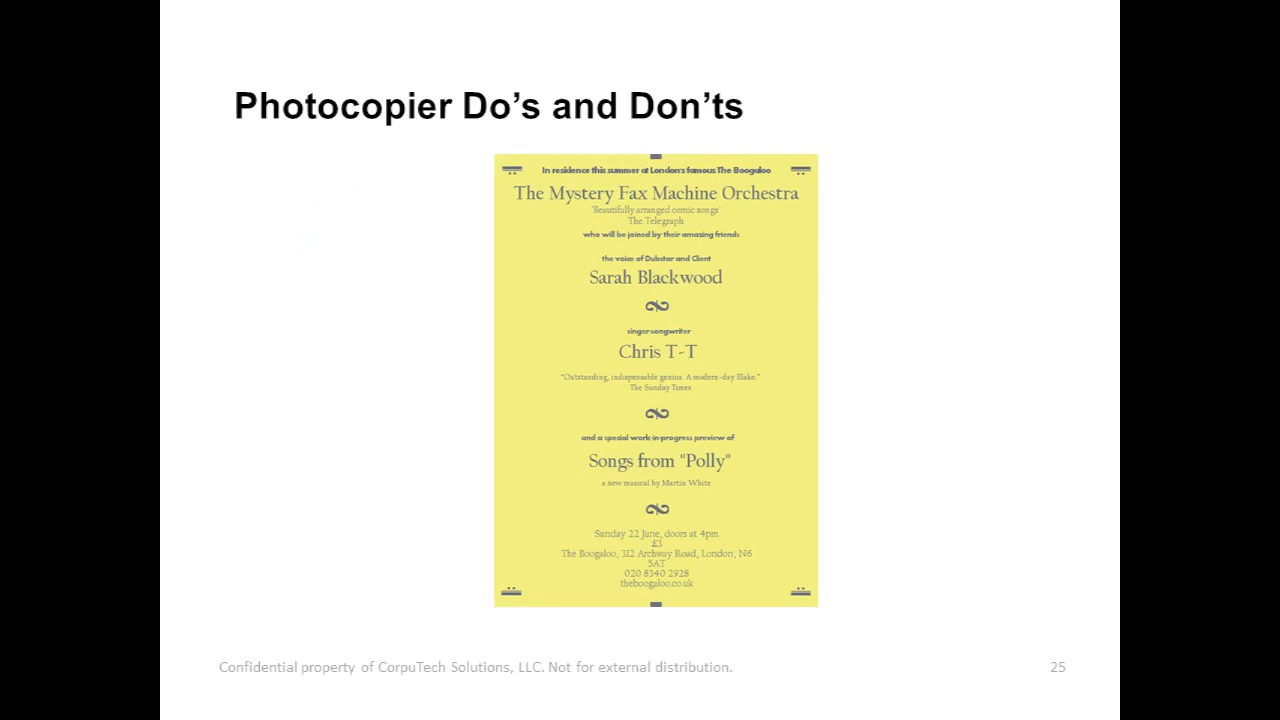 Photocopier Do's and Don'ts
In residence this summer at London's famous The Boogaloo
The Mystery Fax Machine Orchestra
'Beautifully arranged comic songs'
The Telegraph
who will be joined by their amazing friends
the voice of Dubstar and Client
Sarah Blackwood
singer-songwriter
Chris T-T
"Outstanding, indispensable genius. A modern-day Blake."
The Sunday Times
and a special work-in-progress preview of
Songs from "Polly"
a new musical by Martin White
Sunday 22 June, doors at 4pm
£3
The Boogaloo, 312 Archway Road, London, N6
5AT
020 8340 2928
theboogaloo.co.uk
Confidential property of CorpuTech Solutions, LLC. Not for external distribution.
25